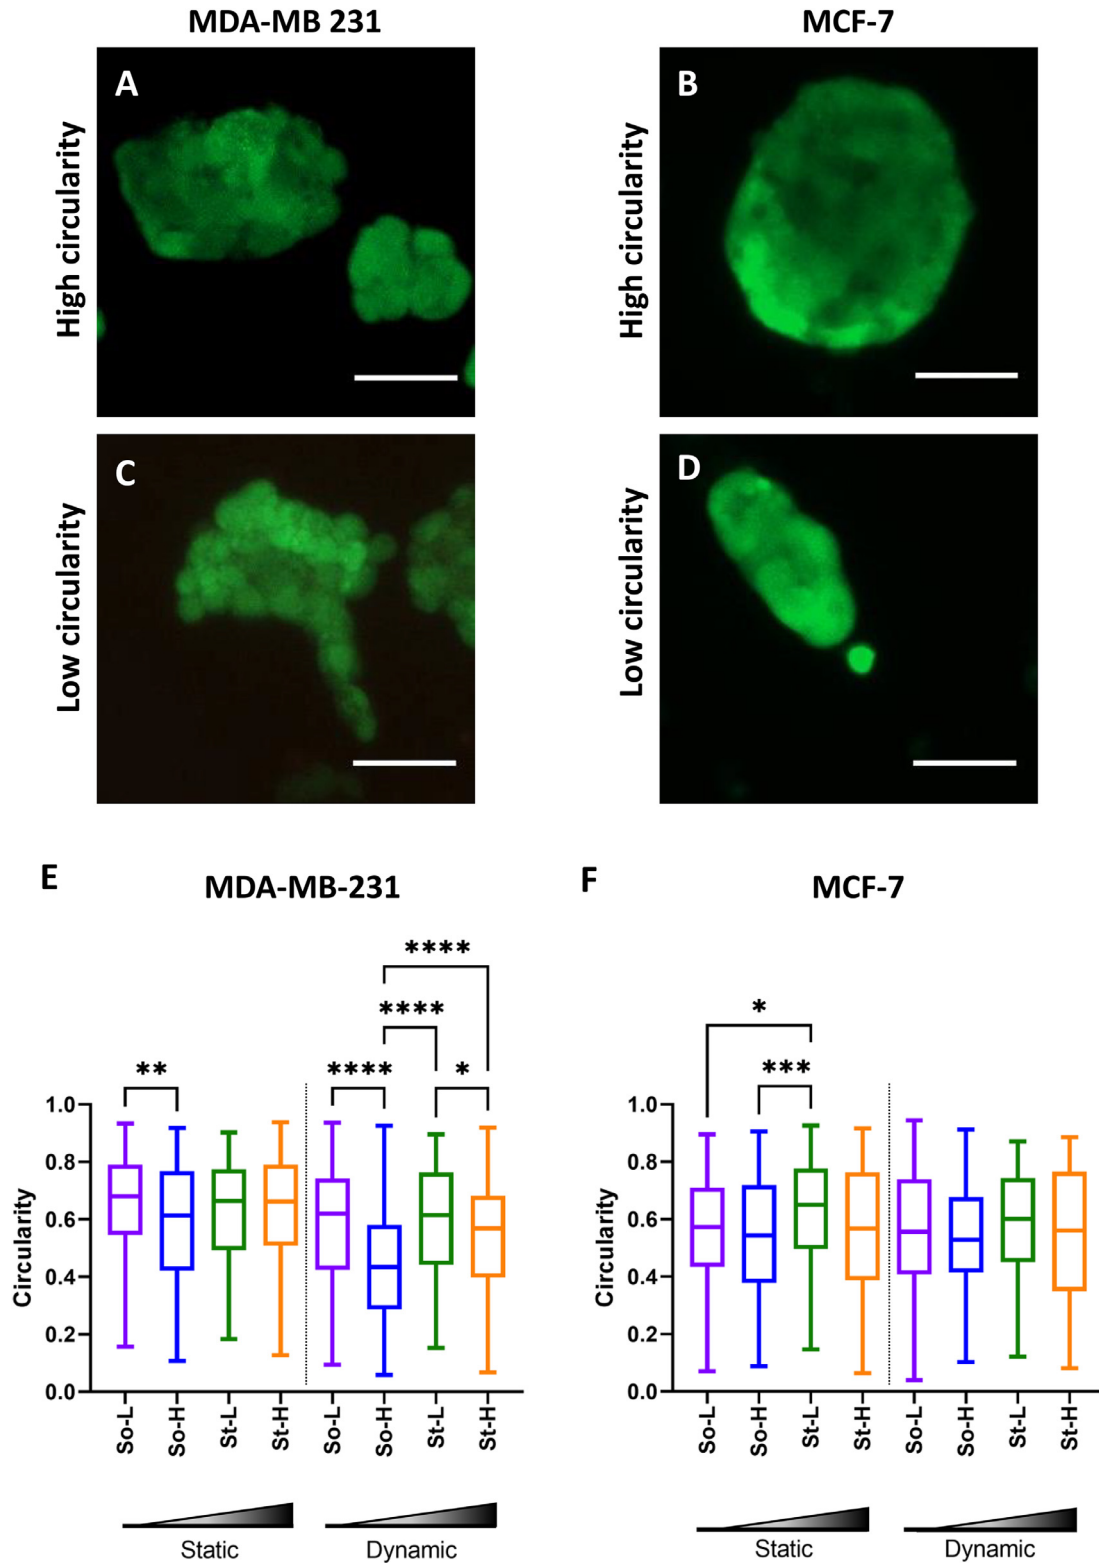 MDA-MB 231
MCF-7
High circularity
A
High circularity
B
Low circularity
C
Low circularity
D
E
MDA-MB-231
F
MCF-7
****
****
**
****
*
*
***
Circularity
1.0
0.8
0.6
0.4
0.2
0.0
So-L
So-H
St-L
St-H
So-L
So-H
St-L
St-H
Static
Dynamic
Circularity
1.0
0.8
0.6
0.4
0.2
0.0
So-L
So-H
St-L
St-H
So-L
So-H
St-L
St-H
Static
Dynamic